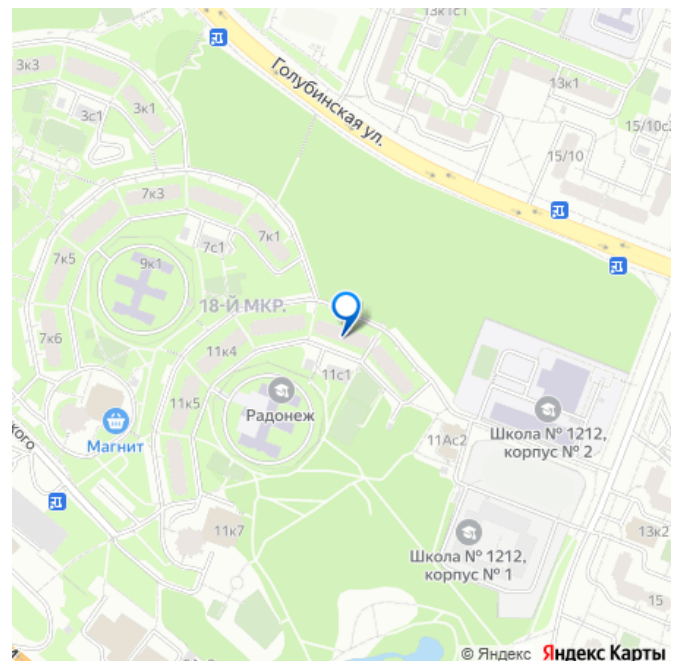 13к1с1
3к3
3к1
3с1
Голубинская ул.
13к1
15/10с2
15/10
7к3
7к1
7с1
7к5
9к1
18-Й МКР.
7к6
11к4
11с1
11к5
Радонеж
Магнит
11Ас2
Школа № 1212,
корпус № 2
11к7
Школа № 1212,
корпус № 1
13к2
15
© Яндекс Яндекс Карты